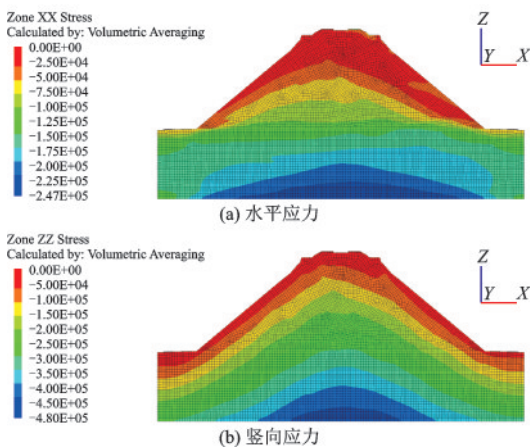 Zone XX Stress
Calculated by: Volumetric Averaging
0.00E+00
−2.50E+04
−5.00E+04
−7.50E+04
−1.00E+05
−1.25E+05
−1.50E+05
−1.75E+05
−2.00E+05
−2.25E+05
−2.47E+05
Z
Y X
(a) 水平应力
Zone ZZ Stress
Calculated by: Volumetric Averaging
0.00E+00
−5.00E+04
−1.00E+05
−1.50E+05
−2.00E+05
−2.50E+05
−3.00E+05
−3.50E+05
−4.00E+05
−4.50E+05
−4.80E+05
Z
Y X
(b) 竖向应力